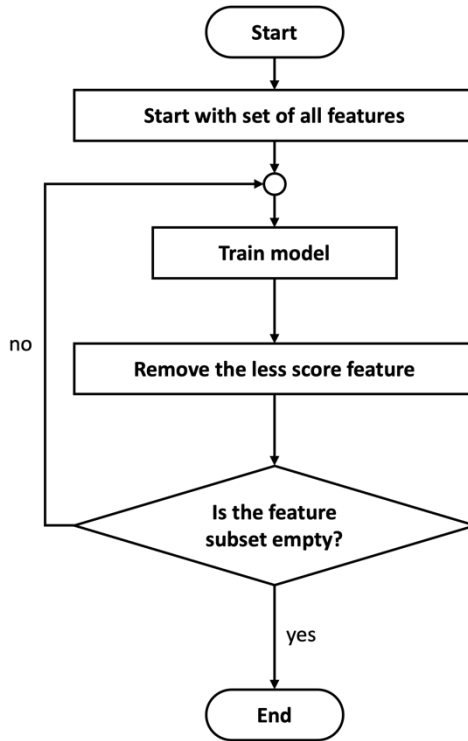 Start
Start with set of all features
Train model
no
Remove the less score feature
Is the feature
subset empty?
yes
End